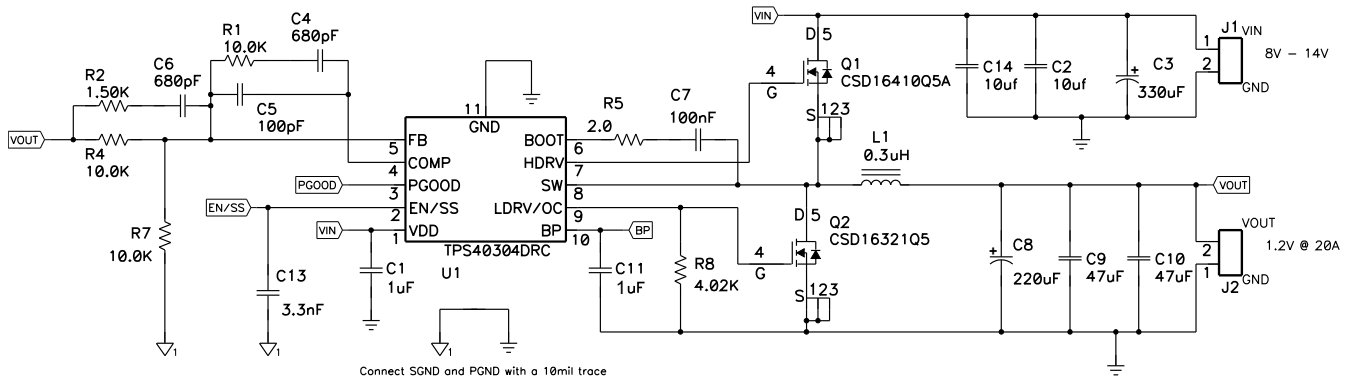 VIN
C4
680pF
R1
10.0K
C6
680pF
R2
1.50K
C5
100pF
VOUT
R4
10.0K
R7
10.0K
EN/SS
C13
3.3nF
1
1
PGOOD
VIN
C1
1uF
11
GND
FB
5
COMP
4
PGOOD
3
EN/SS
2
VDD
1
BOOT
6
HDRV
7
SW
8
LDRV/OC
9
BP
10
TPS40304DRC
U1
1
Connect SGND and PGND with a 10mil trace
R5
2.0
C7
100nF
BP
C11
1uF
R8
4.02K
D 5
4
G
Q1
CSD16410Q5A
S 123
L1
0.3uH
D 5
4
G
Q2
CSD16321Q5
S 123
C14
10uf
C2
10uf
+
C3
330uF
J1
VIN
1
2
GND
8V – 14V
VOUT
+
C8
220uF
C9
47uF
C10
47uF
VOUT
2
1
GND
J2
1.2V @ 20A